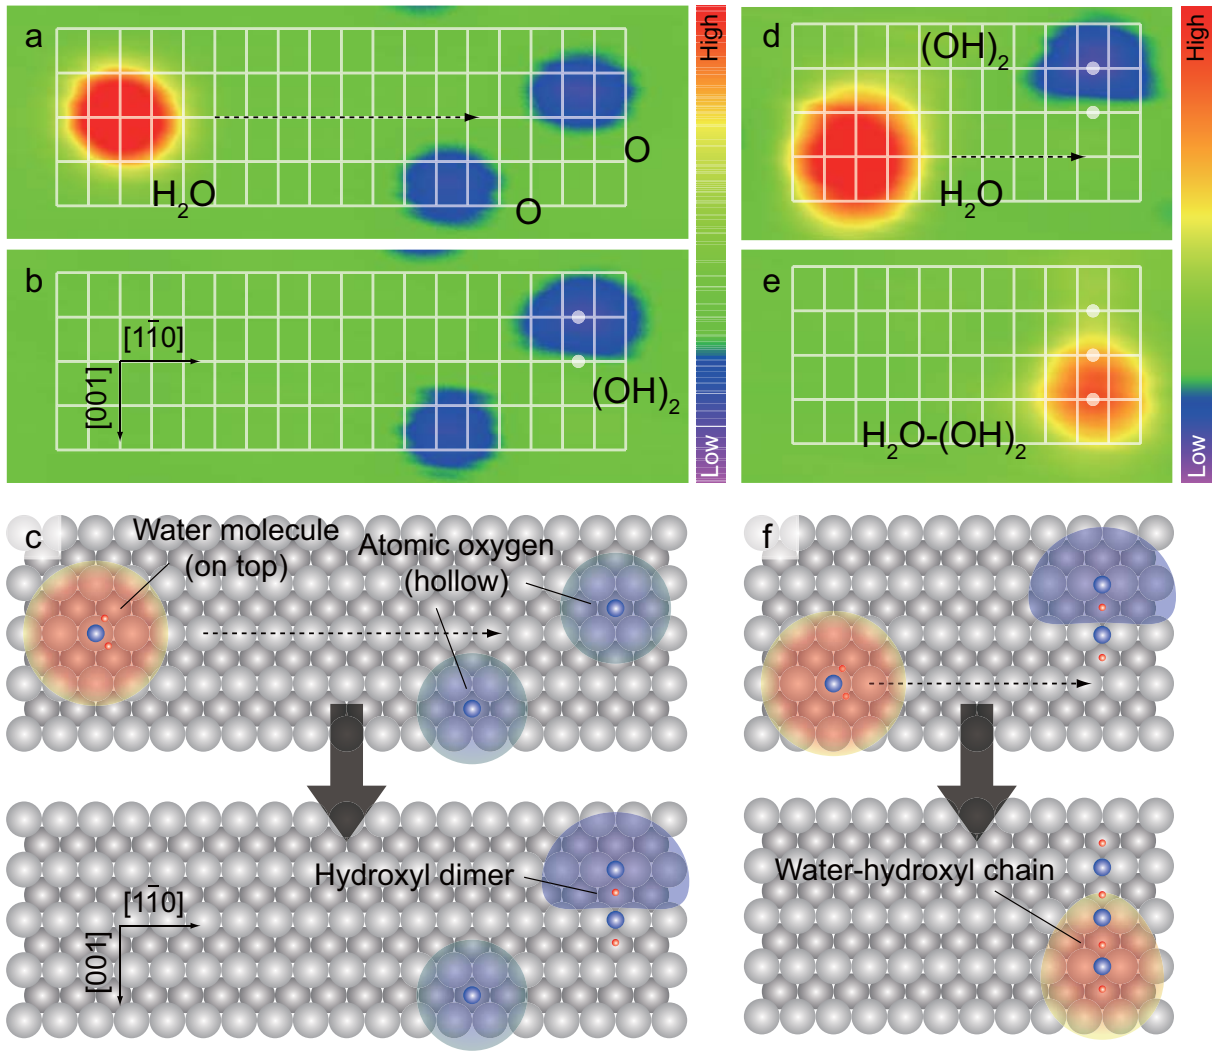 a
H₂O
O
O
High
Low
b
[11̅0]
[001]
(OH)₂
d
(OH)₂
H₂O
High
Low
e
H₂O-(OH)₂
c
Water molecule
(on top)
Atomic oxygen
(hollow)
Hydroxyl dimer
[11̅0]
[001]
f
Water-hydroxyl chain